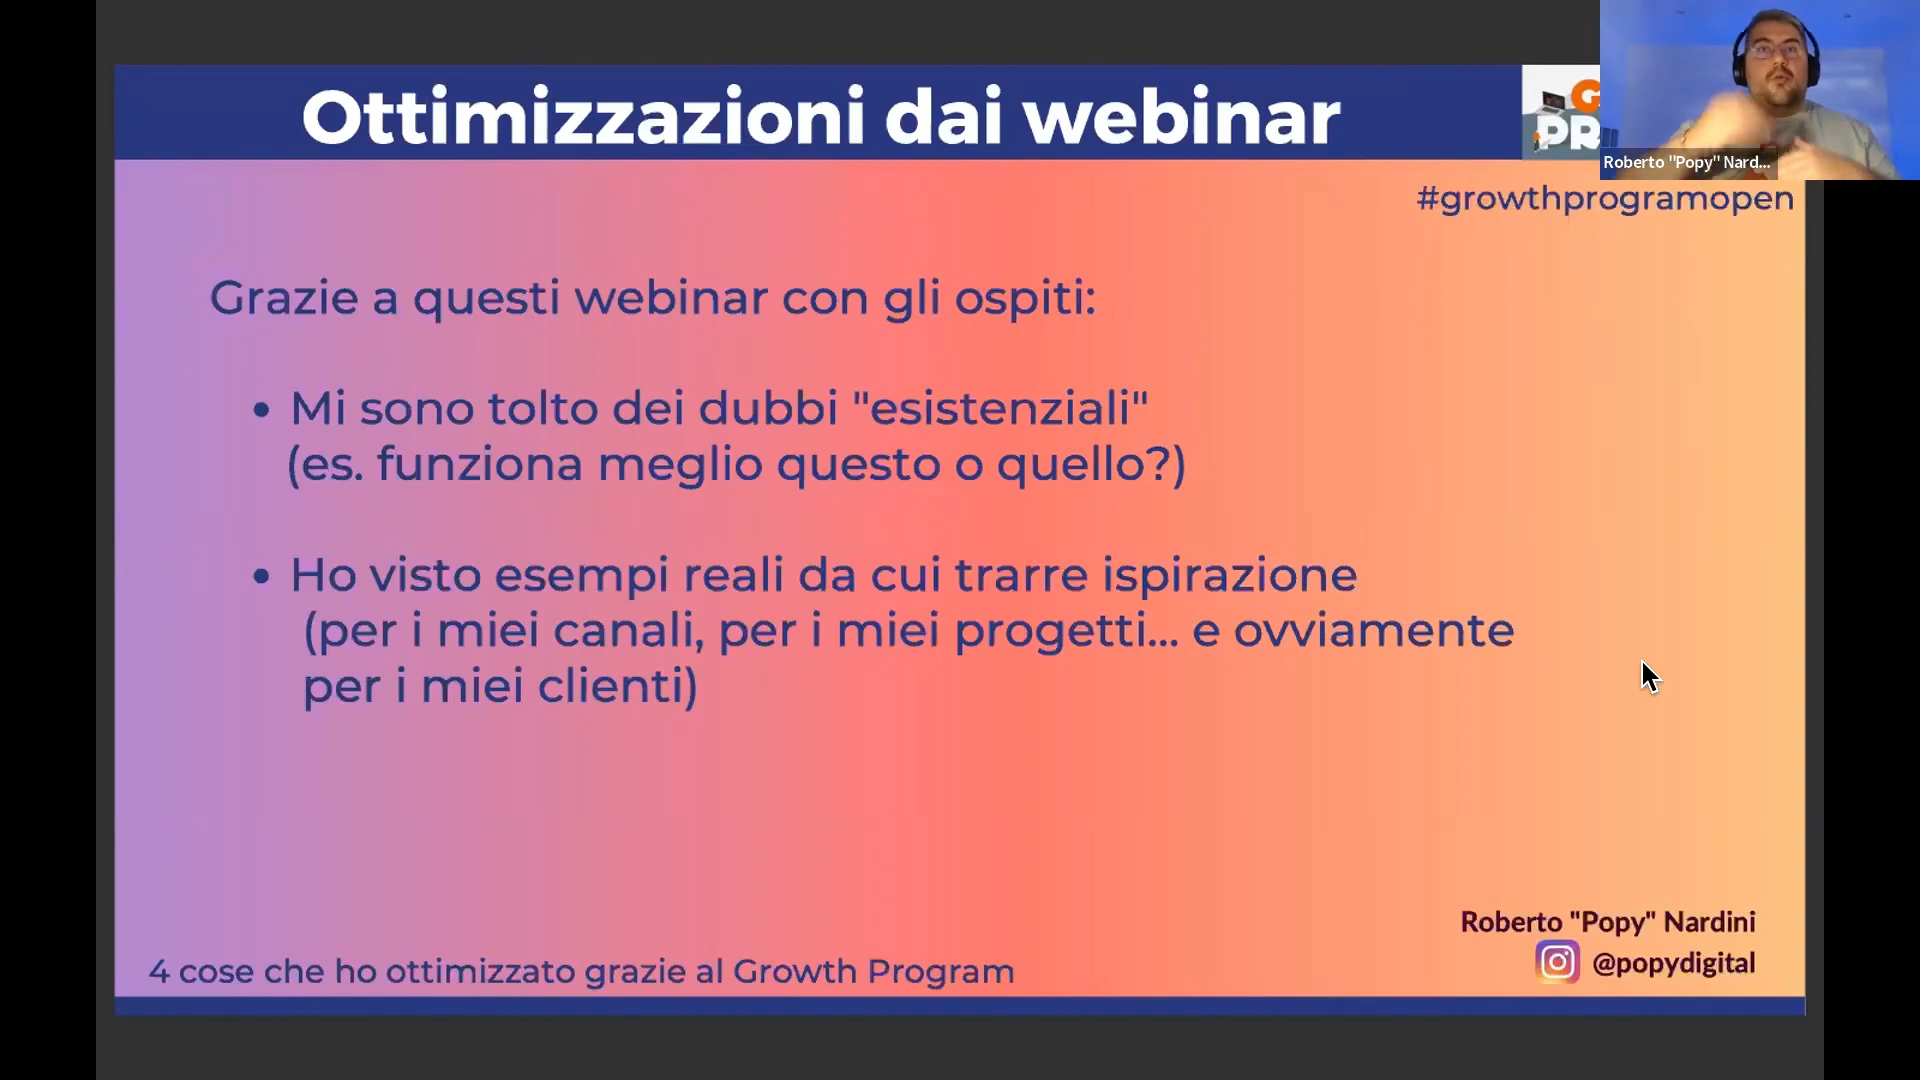 Ottimizzazioni dai webinar
Roberto "Popy" Nard...
#growthprogramopen
Grazie a questi webinar con gli ospiti:
• Mi sono tolto dei dubbi "esistenziali"
(es. funziona meglio questo o quello?)
• Ho visto esempi reali da cui trarre ispirazione
(per i miei canali, per i miei progetti... e ovviamente
per i miei clienti)
Roberto "Popy" Nardini
@popydigital
4 cose che ho ottimizzato grazie al Growth Program